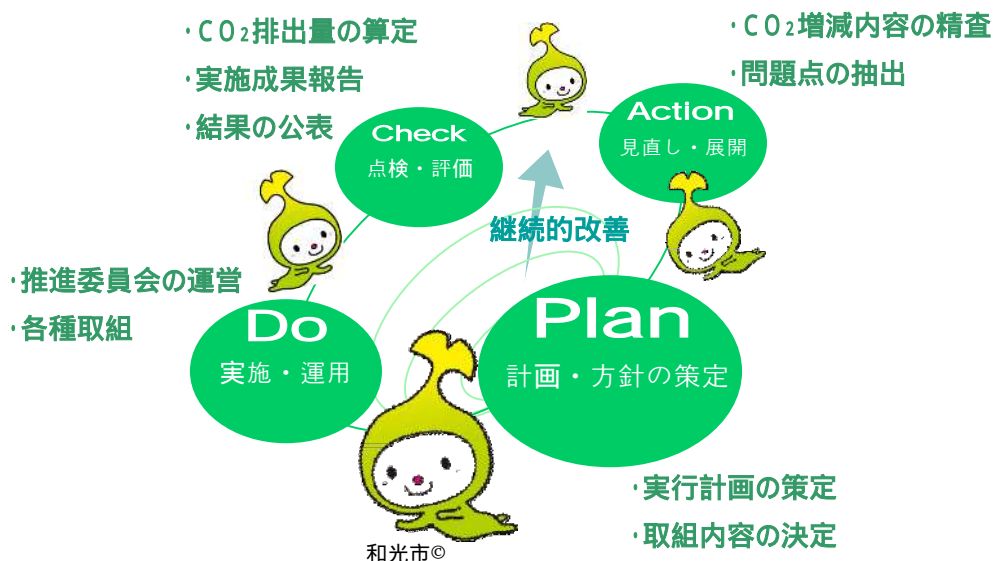 ・ＣＯ₂排出量の算定
・実施成果報告
・結果の公表
・ＣＯ₂増減内容の精査
・問題点の抽出
Check
点検・評価
Action
見直し・展開
継続的改善
・推進委員会の運営
・各種取組
Do
実施・運用
Plan
計画・方針の策定
・実行計画の策定
・取組内容の決定
和光市©